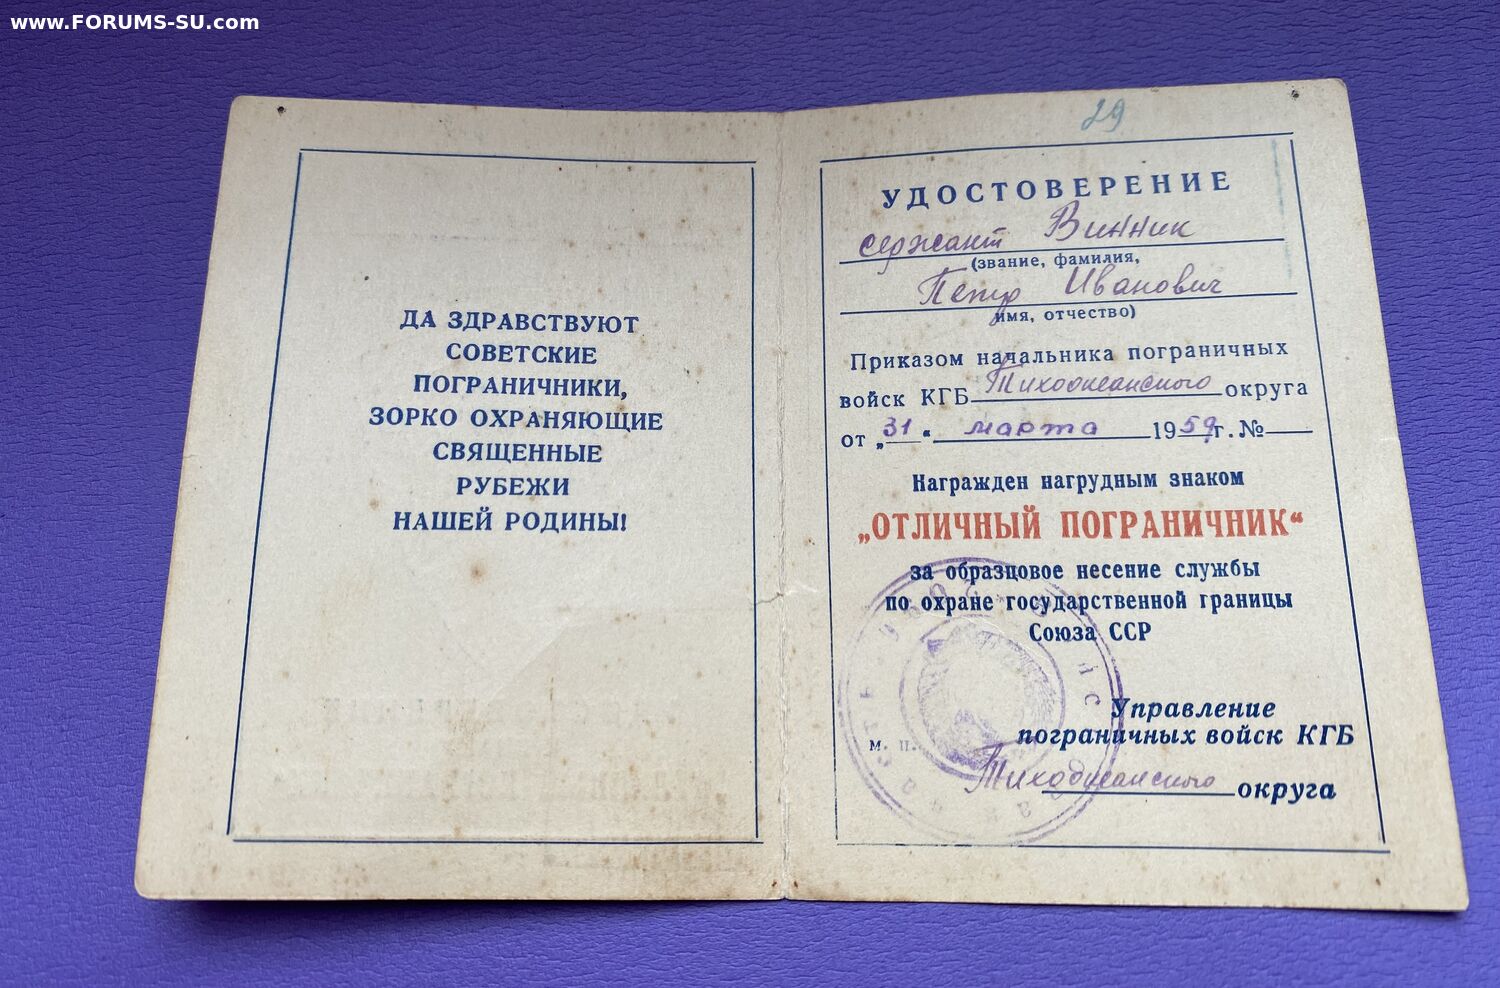 www.FORUMS-SU.com
ДА ЗДРАВСТВУЮТ
СОВЕТСКИЕ
ПОГРАНИЧНИКИ,
ЗОРКО ОХРАНЯЮЩИЕ
СВЯЩЕННЫЕ
РУБЕЖИ
НАШЕЙ РОДИНЫ!
29
УДОСТОВЕРЕНИЕ
сержант Винник
(звание, фамилия,
Петр Иванович
имя, отчество)
Приказом начальника пограничных
войск КГБ Тихоокеанского округа
от „31“ марта 1959г. №
Награжден нагрудным знаком
„ОТЛИЧНЫЙ ПОГРАНИЧНИК“
за образцовое несение службы
по охране государственной границы
Союза ССР
Управление
пограничных войск КГБ
м. п.
Тихоокеанского округа